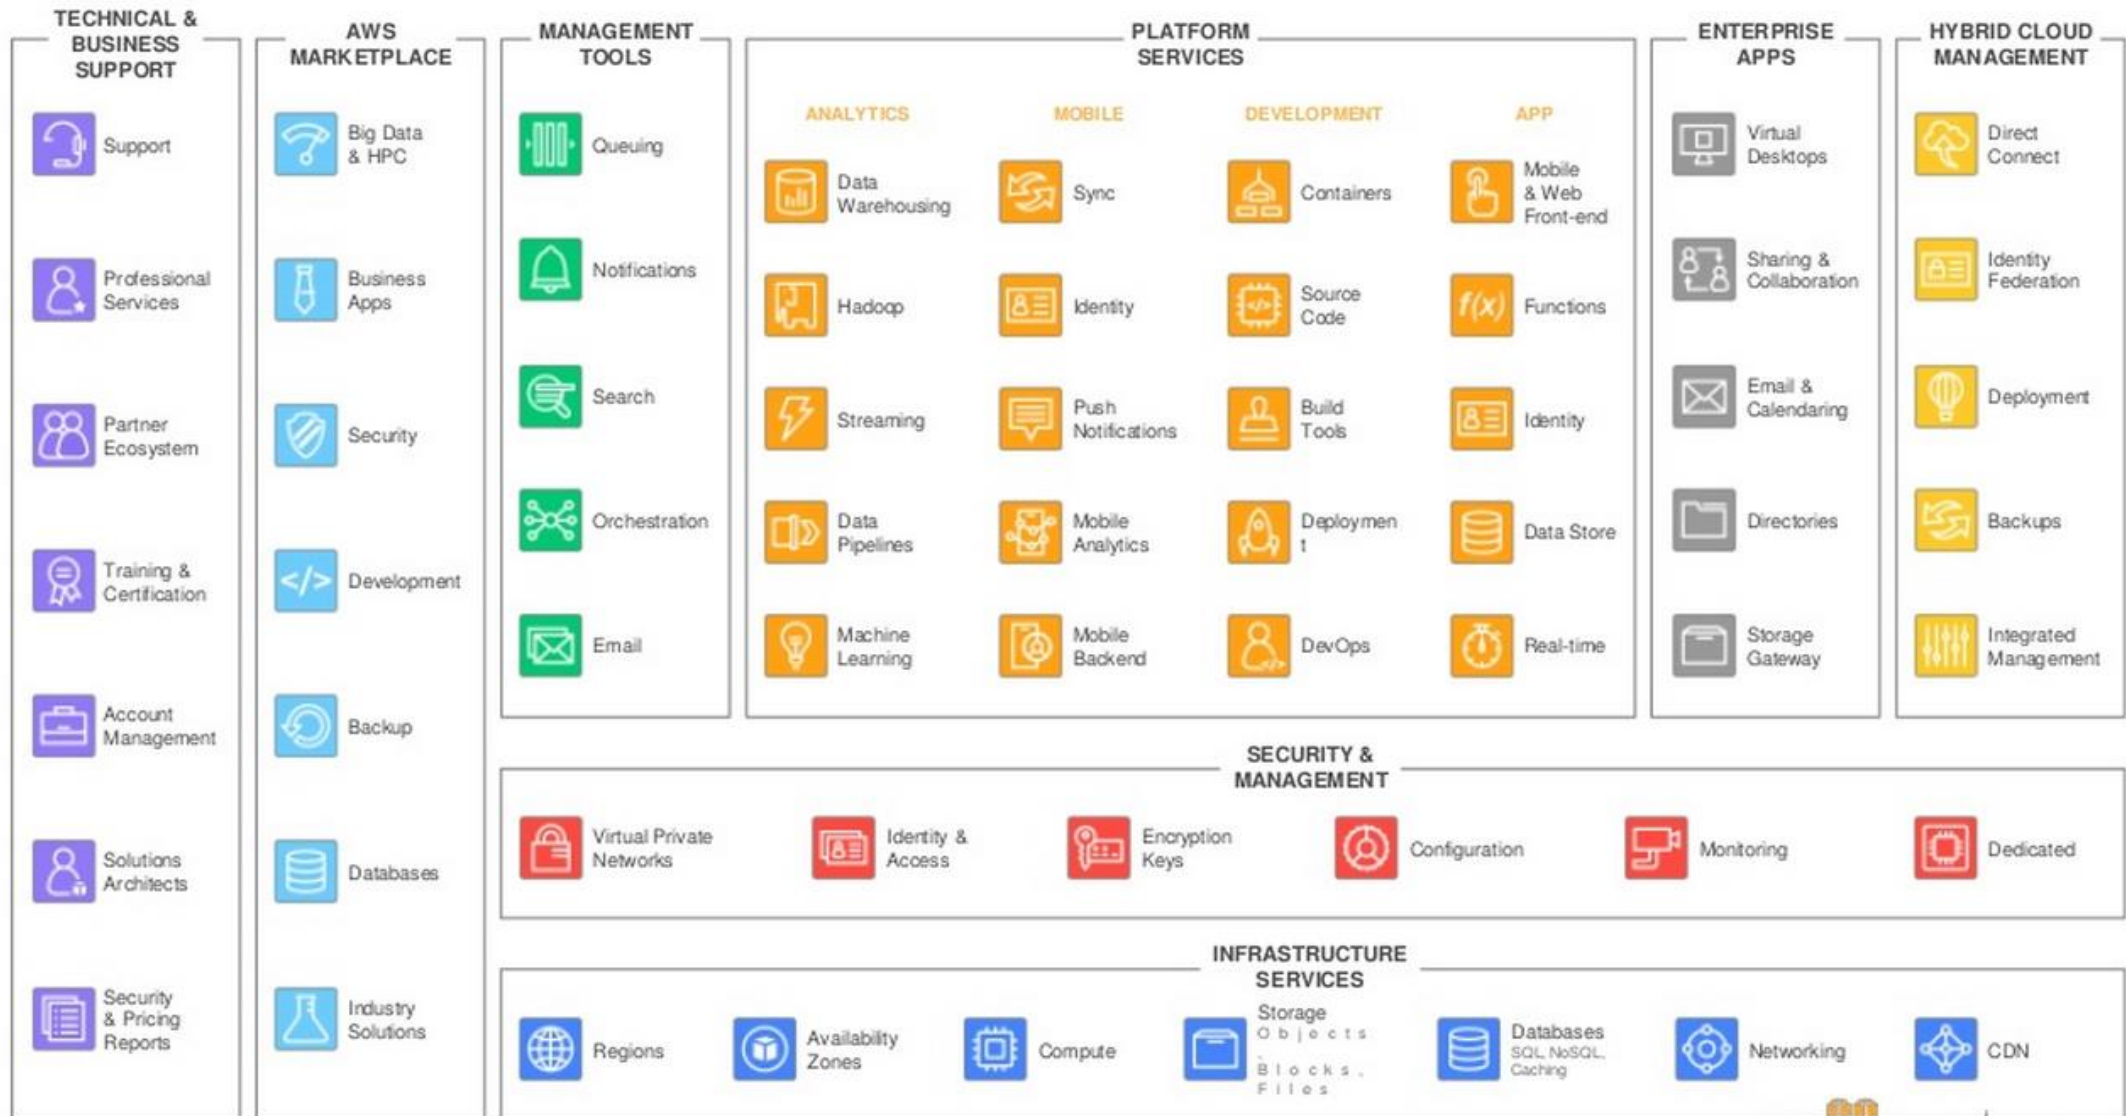 TECHNICAL &
BUSINESS
SUPPORT
Support
Professional
Services
Partner
Ecosystem
Training &
Certification
Account
Management
Solutions
Architects
Security
& Pricing
Reports
AWS
MARKETPLACE
Big Data
& HPC
Business
Apps
Security
</>
Development
Backup
Databases
Industry
Solutions
MANAGEMENT
TOOLS
Queuing
Notifications
Search
Orchestration
Email
PLATFORM
SERVICES
ANALYTICS
Data
Warehousing
Hadoop
Streaming
Data
Pipelines
Machine
Learning
MOBILE
Sync
Identity
Push
Notifications
Mobile
Analytics
Mobile
Backend
DEVELOPMENT
Containers
</>
Source
Code
Build
Tools
Deploymen
t
</>
DevOps
APP
Mobile
& Web
Front-end
f(x)
Functions
Identity
Data Store
Real-time
ENTERPRISE
APPS
Virtual
Desktops
Sharing &
Collaboration
Email &
Calendaring
Directories
Storage
Gateway
HYBRID CLOUD
MANAGEMENT
Direct
Connect
Identity
Federation
Deployment
Backups
Integrated
Management
SECURITY &
MANAGEMENT
Virtual Private
Networks
Identity &
Access
Encryption
Keys
Configuration
Monitoring
Dedicated
INFRASTRUCTURE
SERVICES
Regions
Availability
Zones
Compute
Storage
Objects
,
Blocks,
Files
Databases
SQL, NoSQL,
Caching
Networking
CDN